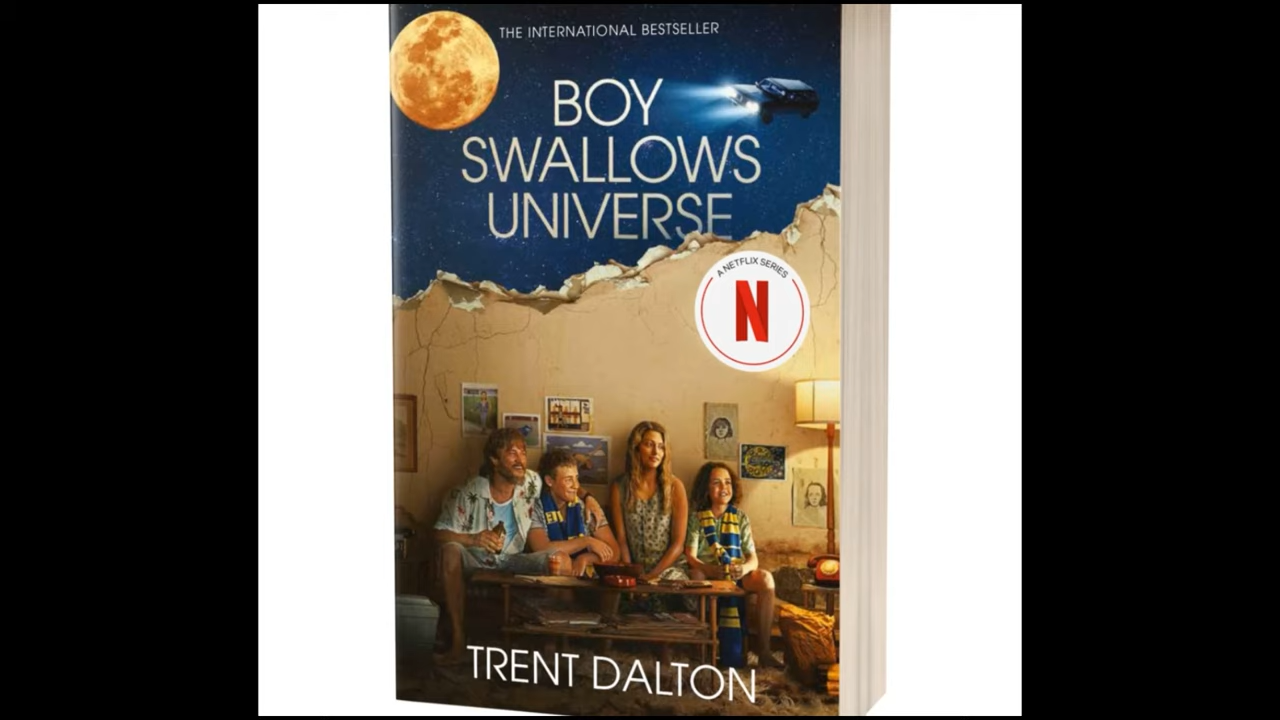 THE INTERNATIONAL BESTSELLER
BOY
SWALLOWS
UNIVERSE
A NETFLIX SERIES
N
TRENT DALTON